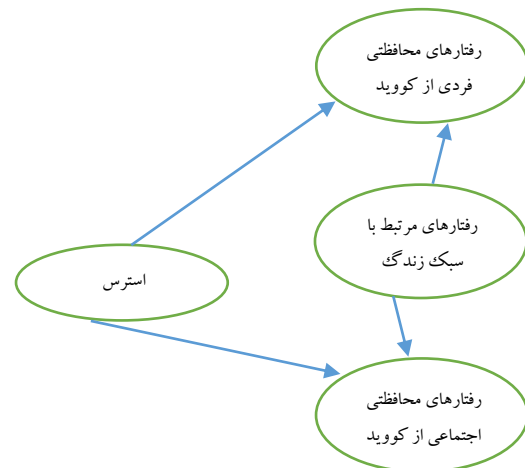 رفتارهای محافظتی
فردی از کووید
رفتارهای مرتبط با
سبک زندگ
استرس
رفتارهای محافظتی
اجتماعی از کووید